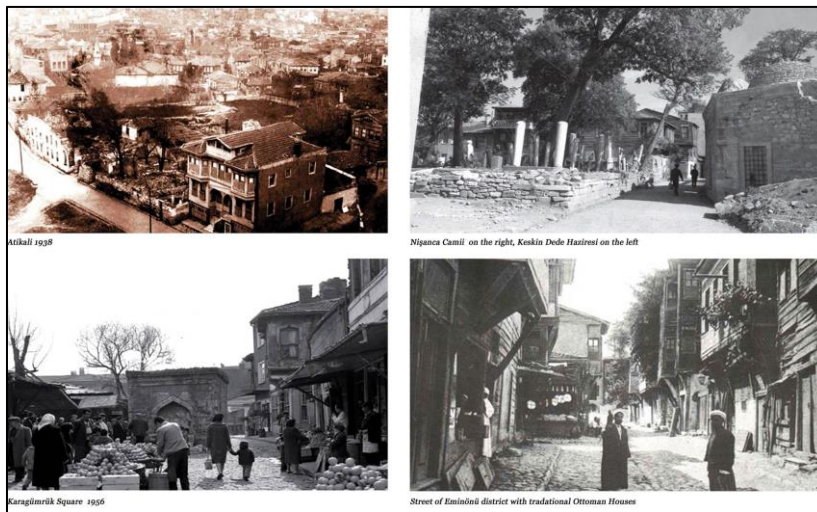 Atikali 1938
Nişanca Camii on the right, Keskin Dede Haziresi on the left
Karagümrük Square 1956
Street of Eminönü district with tradational Ottoman Houses